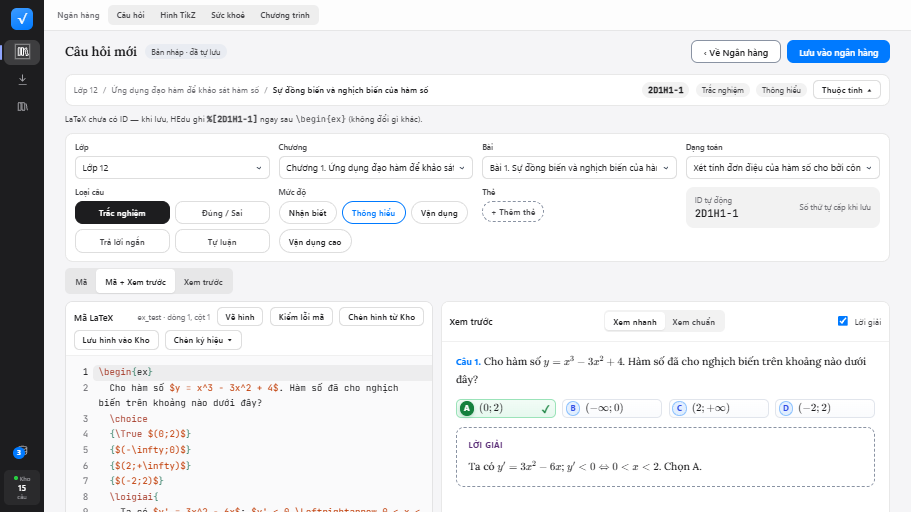 Ngân hàng Câu hỏi Hình TikZ Sức khoẻ Chương trình
Câu hỏi mới Bản nháp · đã tự lưu ‹ Về Ngân hàng Lưu vào ngân hàng
Lớp 12 / Ứng dụng đạo hàm để khảo sát hàm số / Sự đồng biến và nghịch biến của hàm số 2D1H1-1 Trắc nghiệm Thông hiểu Thuộc tính
LaTeX chưa có ID — khi lưu, HEdu ghi %[2D1H1-1] ngay sau \begin{ex} (không đổi gì khác).
Lớp Chương Bài Dạng toán
Lớp 12 Chương 1. Ứng dụng đạo hàm để khảo sát Bài 1. Sự đồng biến và nghịch biến của hàm Xét tính đơn điệu của hàm số cho bởi côn
Loại câu Mức độ Thẻ
Trắc nghiệm Đúng / Sai Nhận biết Thông hiểu Vận dụng + Thêm thẻ
ID tự động
2D1H1-1 Số thứ tự cấp khi lưu
Trả lời ngắn Tự luận Vận dụng cao
Mã Mã + Xem trước Xem trước
Mã LaTeX ex_test · dòng 1, cột 1 Vẽ hình Kiểm lỗi mã Chèn hình từ Kho
Lưu hình vào Kho Chèn ký hiệu
1 \begin{ex}
2 Cho hàm số $y = x^3 - 3x^2 + 4$. Hàm số đã cho nghịch
biến trên khoảng nào dưới đây?
3 \choice
4 {\True $(0;2)$}
5 {$(-\infty;0)$}
6 {$(2;+\infty)$}
7 {$(-2;2)$}
8 \loigiai{
9 Ta có $y' = 3x^2 - 6x$; $y' < 0 \Leftrightarrow 0 < x <
Xem trước Xem nhanh Xem chuẩn Lời giải
Câu 1. Cho hàm số y = x³ − 3x² + 4. Hàm số đã cho nghịch biến trên khoảng nào dưới
đây?
A (0; 2) B (−∞; 0) C (2; +∞) D (−2; 2)
LỜI GIẢI
Ta có y′ = 3x² − 6x; y′ < 0 ⇔ 0 < x < 2. Chọn A.
3
Kho
15
câu